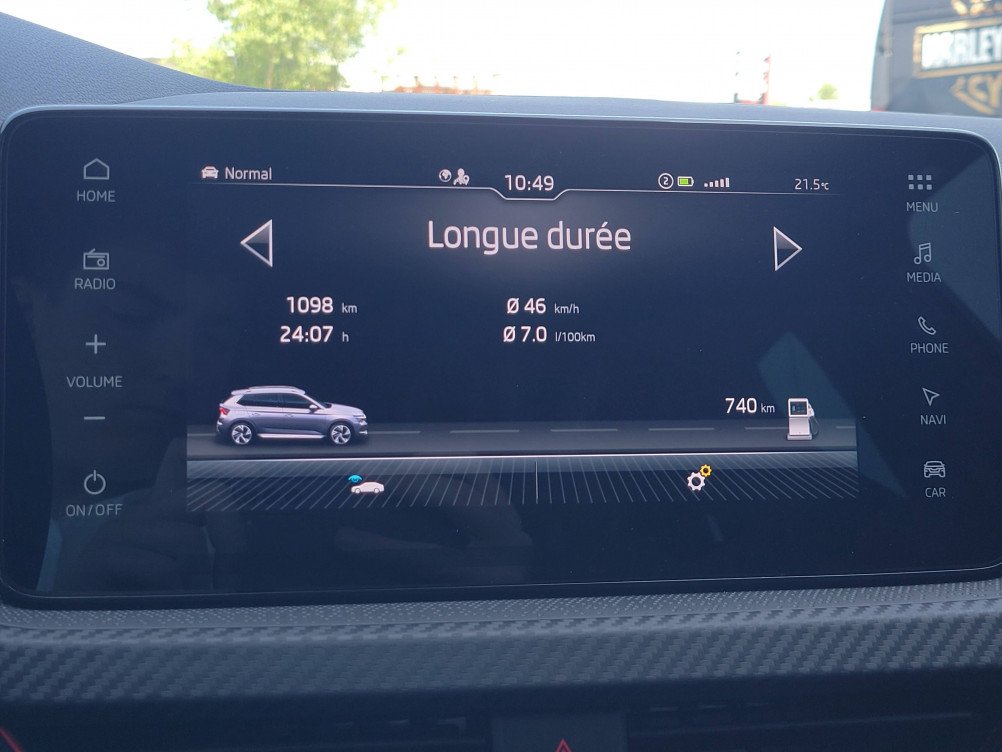 HOME
RADIO
VOLUME
ON/OFF
Normal
10:49
2
21.5°C
Longue durée
1098 km
24:07 h
Ø 46 km/h
Ø 7.0 l/100km
740 km
MENU
MEDIA
PHONE
NAVI
CAR